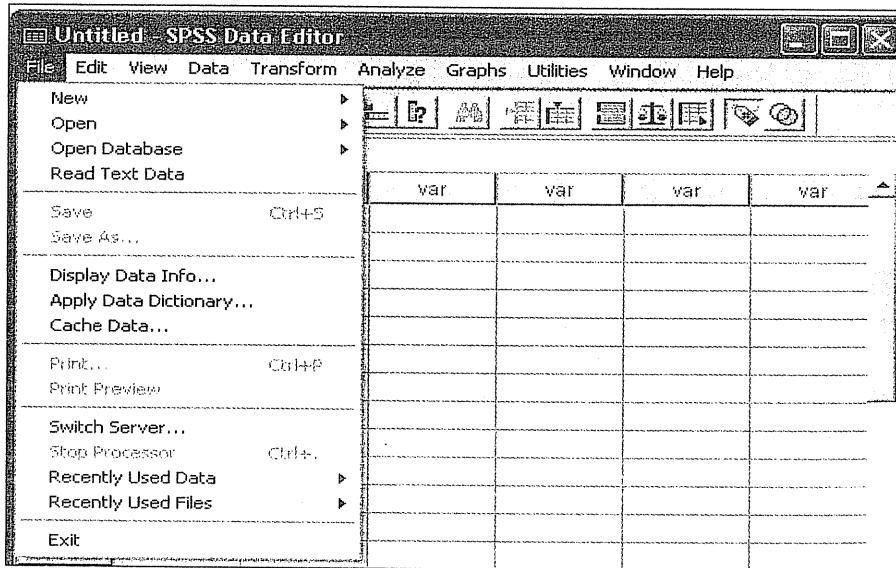 Untitled - SPSS Data Editor
File Edit View Data Transform Analyze Graphs Utilities Window Help
New
Open
Open Database
Read Text Data
var var var var
Save Ctrl+S
Save As...
Display Data Info...
Apply Data Dictionary...
Cache Data...
Print... Ctrl+P
Print Preview
Switch Server...
Stop Processor Ctrl+.
Recently Used Data
Recently Used Files
Exit